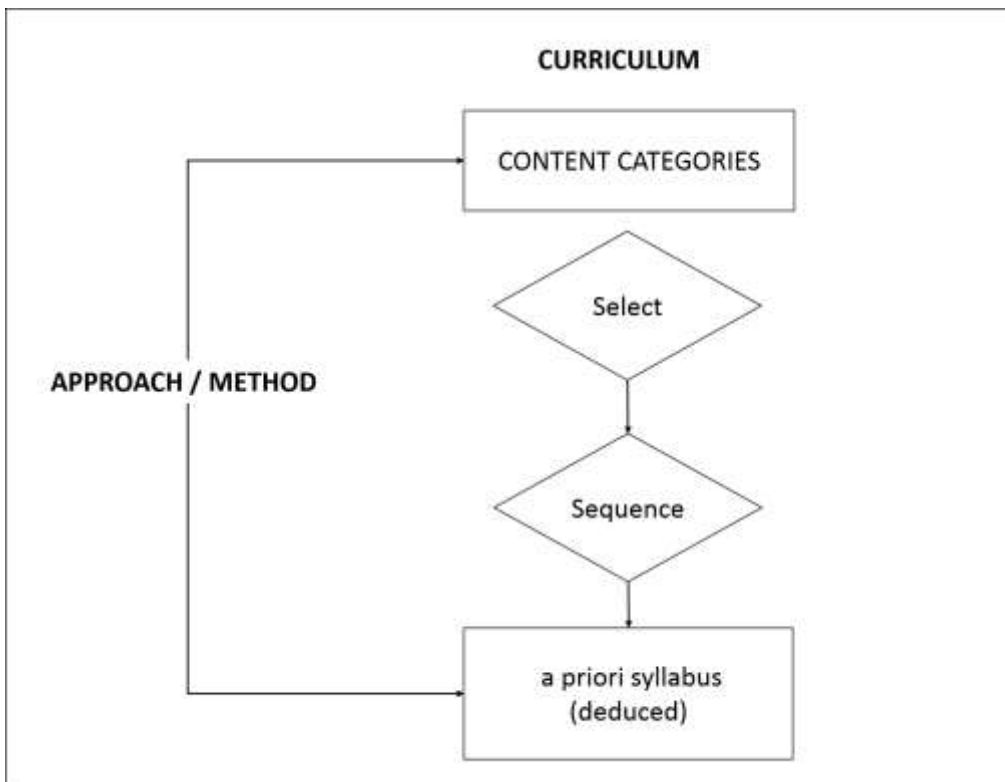 CURRICULUM
CONTENT CATEGORIES
Select
APPROACH / METHOD
Sequence
a priori syllabus
(deduced)